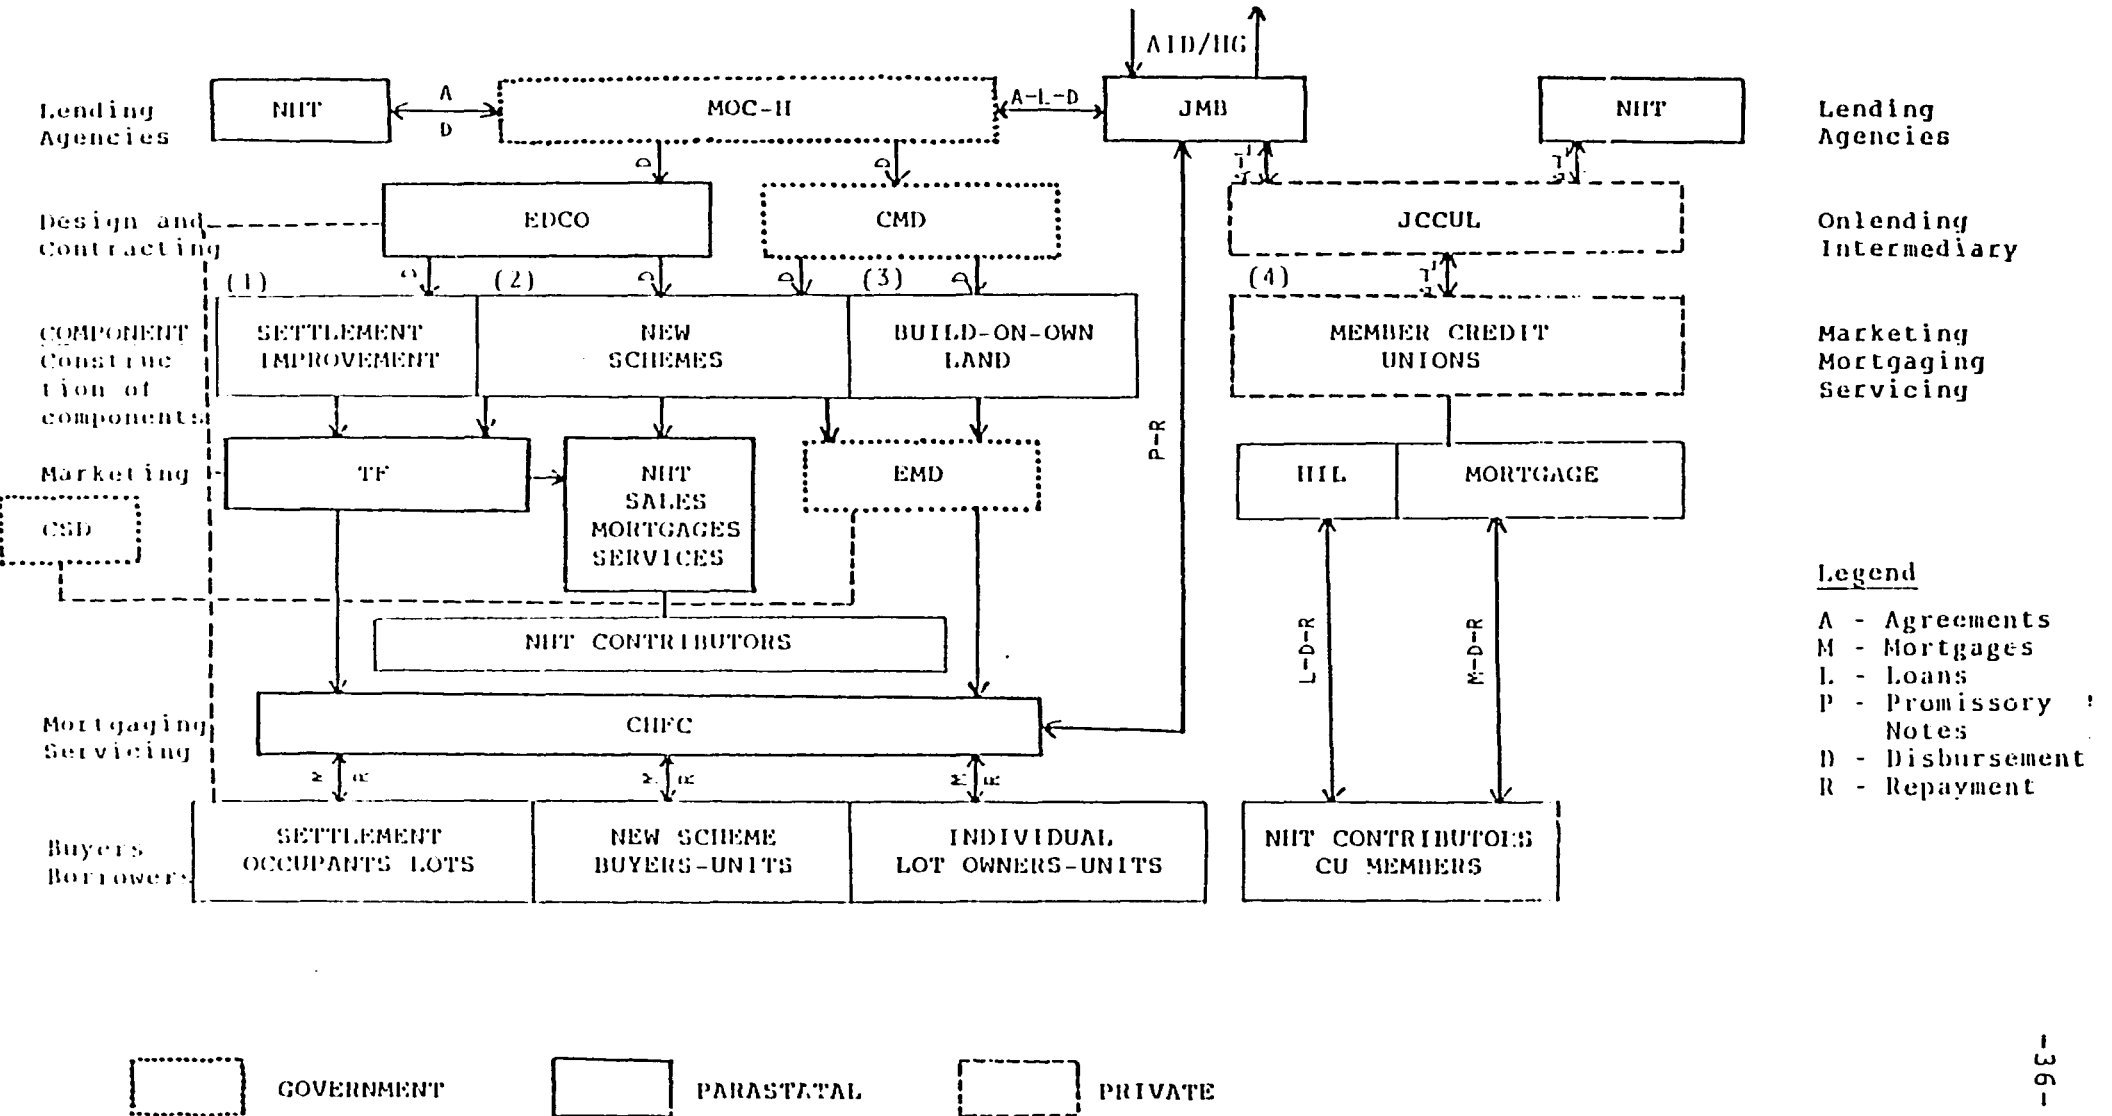 AID/HG
Lending
Agencies
NHT
A
D
MOC-H
A-L-D
JMB
NHT
Lending
Agencies
D
D
Design and
Contracting
EDCO
CMD
JCCUL
Onlending
Intermediary
(1)
D
(2)
D
D
(3)
D
(4)
COMPONENT
Construc
tion of
components
SETTLEMENT
IMPROVEMENT
NEW
SCHEMES
BUILD-ON-OWN
LAND
MEMBER CREDIT
UNIONS
Marketing
Mortgaging
Servicing
P-R
Marketing
TF
NHT
SALES
MORTGAGES
SERVICES
EMD
HIL
MORTGAGE
CSD
NHT CONTRIBUTORS
L-D-R
M-D-R
Legend
A - Agreements
M - Mortgages
L - Loans
P - Promissory
Notes
D - Disbursement
R - Repayment
Mortgaging
Servicing
CHFC
M
R
M
R
M
R
Buyers
Borrowers
SETTLEMENT
OCCUPANTS LOTS
NEW SCHEME
BUYERS-UNITS
INDIVIDUAL
LOT OWNERS-UNITS
NHT CONTRIBUTORS
CU MEMBERS
GOVERNMENT
PARASTATAL
PRIVATE
-36-